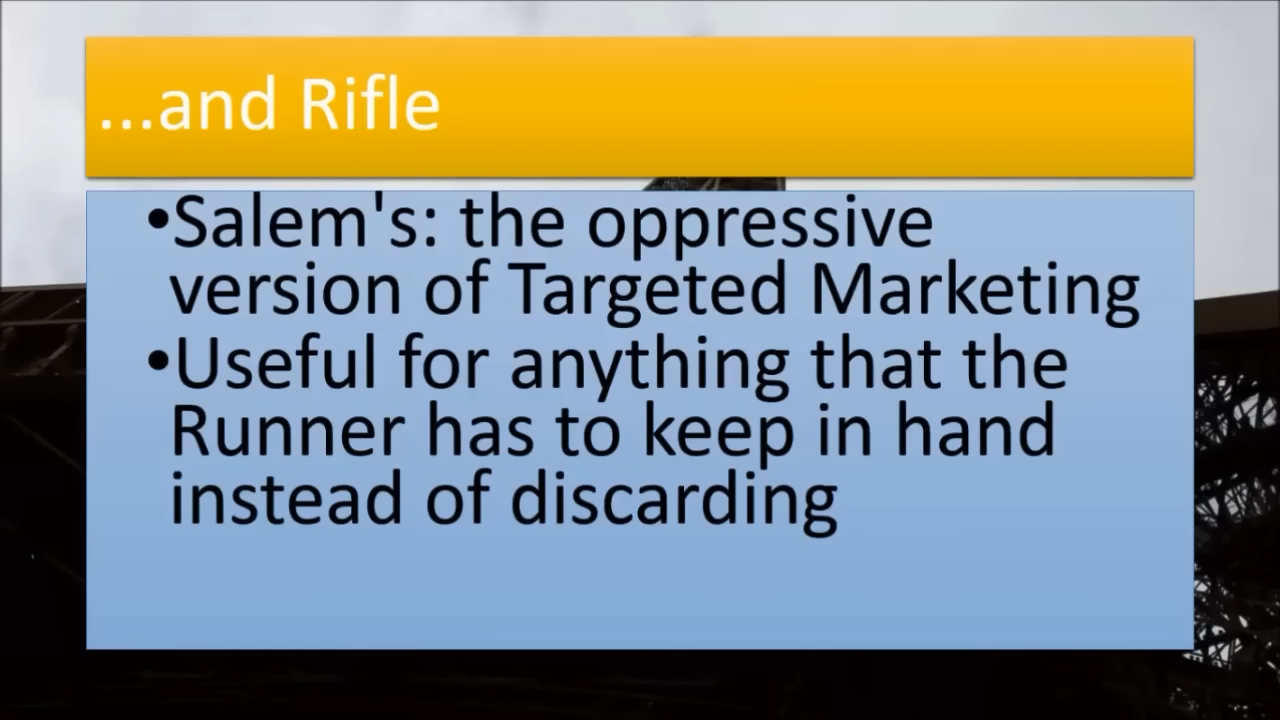 ...and Rifle
•Salem's: the oppressive
version of Targeted Marketing
•Useful for anything that the
Runner has to keep in hand
instead of discarding